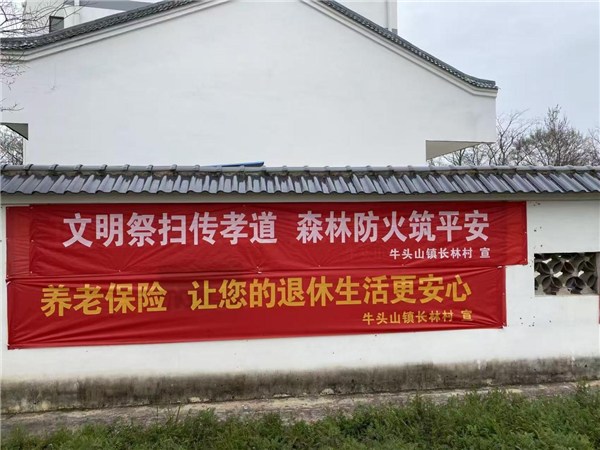 文明祭扫传孝道 森林防火筑平安
牛头山镇长林村 宣
养老保险 让您的退休生活更安心
牛头山镇长林村 宣